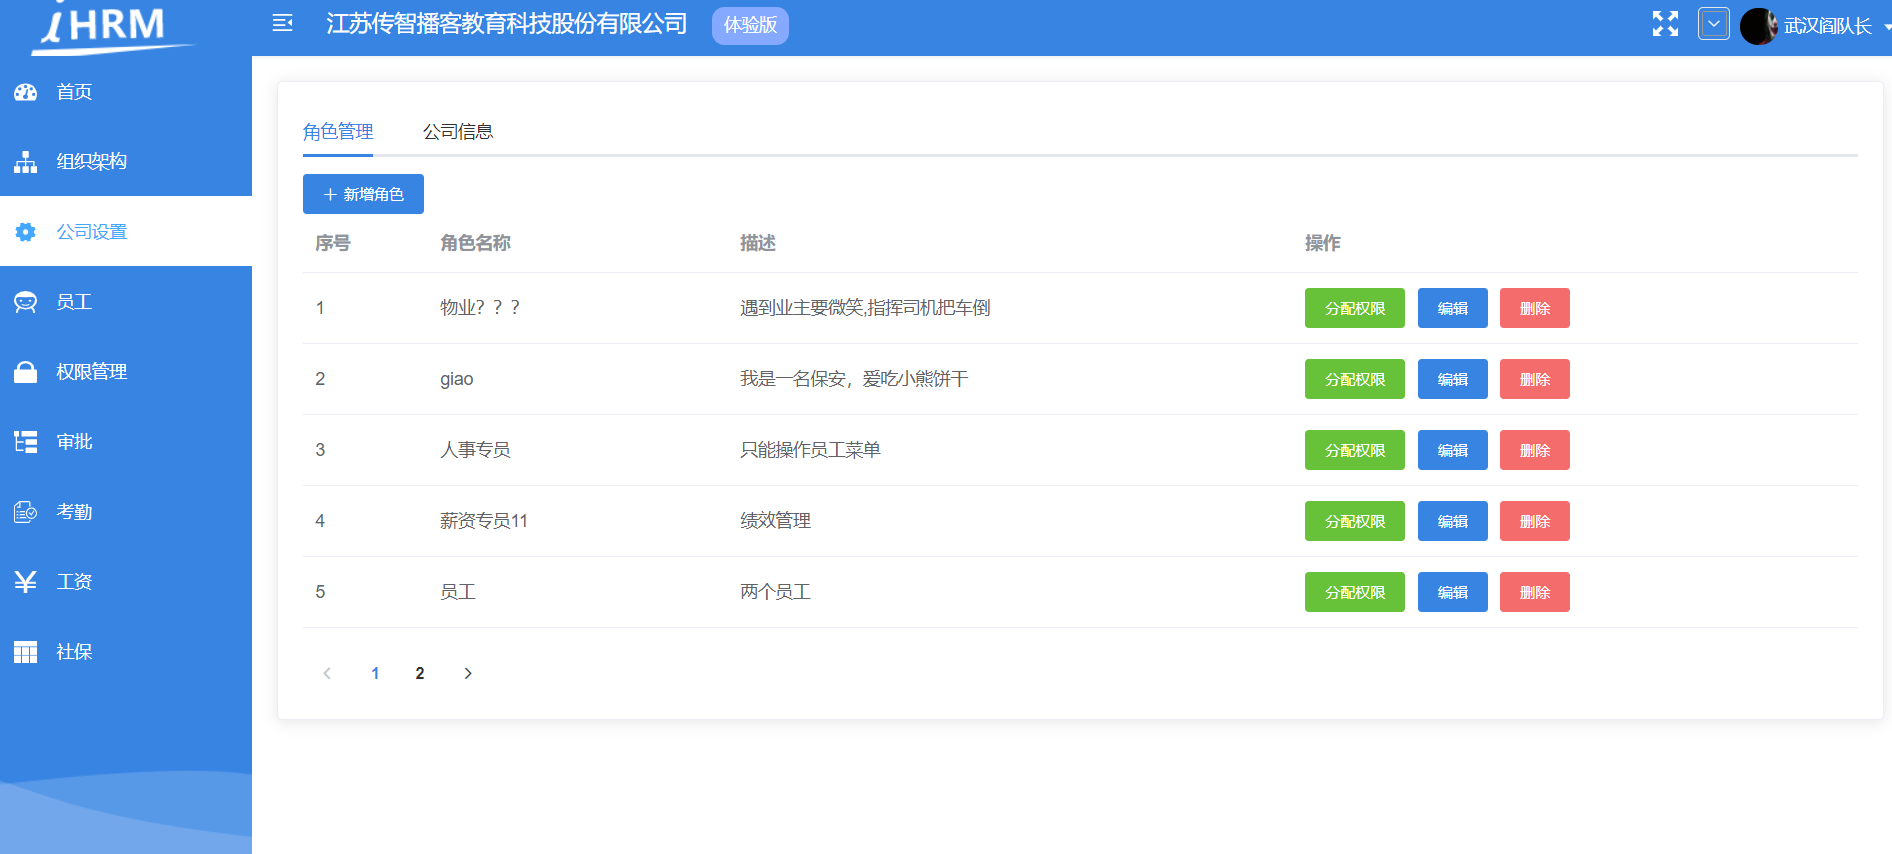 iHRM
江苏传智播客教育科技股份有限公司 体验版 武汉阎队长
首页
组织架构
公司设置
员工
权限管理
审批
考勤
工资
社保
角色管理 公司信息
新增角色
序号 角色名称 描述 操作
1 物业？？？ 遇到业主要微笑,指挥司机把车倒 分配权限 编辑 删除
2 giao 我是一名保安，爱吃小熊饼干 分配权限 编辑 删除
3 人事专员 只能操作员工菜单 分配权限 编辑 删除
4 薪资专员11 绩效管理 分配权限 编辑 删除
5 员工 两个员工 分配权限 编辑 删除
1 2